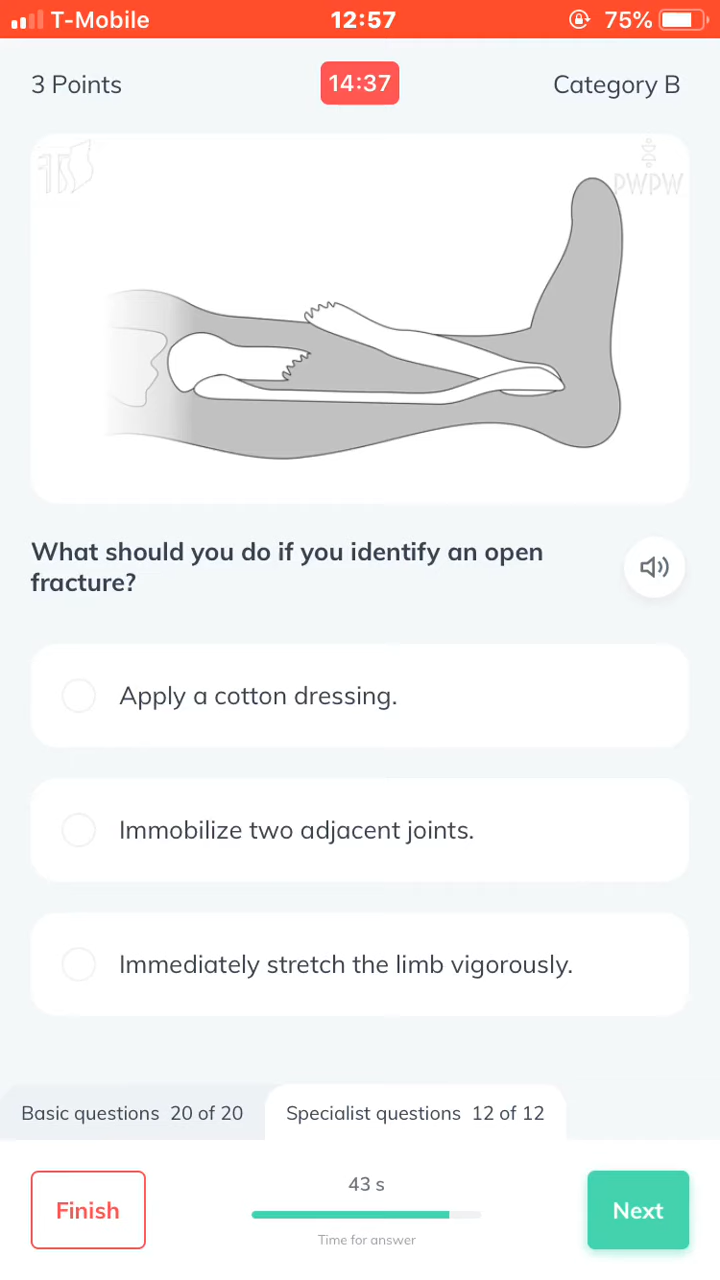 T-Mobile 12:57 75%
3 Points 14:37 Category B
PWPW
What should you do if you identify an open
fracture?
Apply a cotton dressing.
Immobilize two adjacent joints.
Immediately stretch the limb vigorously.
Basic questions 20 of 20 Specialist questions 12 of 12
Finish 43 s Next
Time for answer